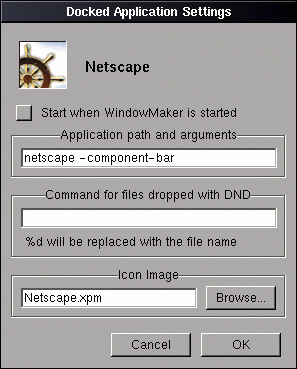 Docked Application Settings
Netscape
Start when WindowMaker is started
Application path and arguments
netscape -component-bar
Command for files dropped with DND
%d will be replaced with the file name
Icon Image
Netscape.xpm
Browse...
Cancel
OK